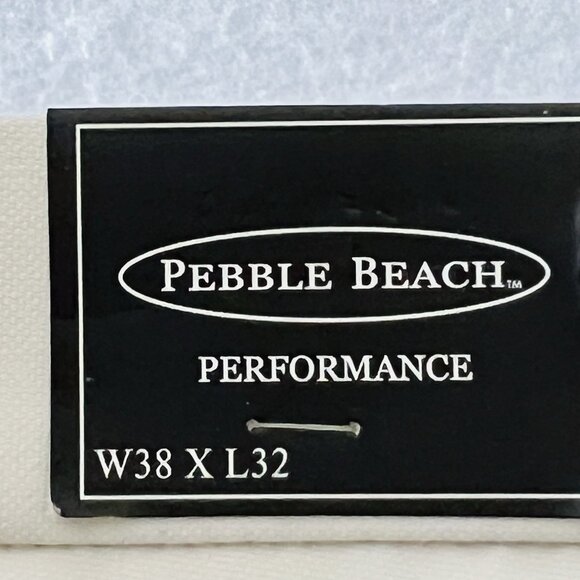 PEBBLE BEACH™
PERFORMANCE
W38 X L32